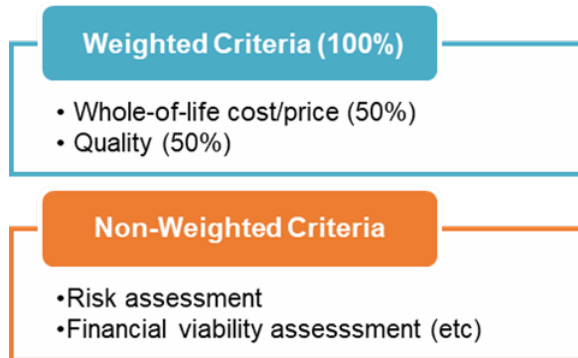 Weighted Criteria (100%)
• Whole-of-life cost/price (50%)
• Quality (50%)
Non-Weighted Criteria
•Risk assessment
•Financial viability assesssment (etc)